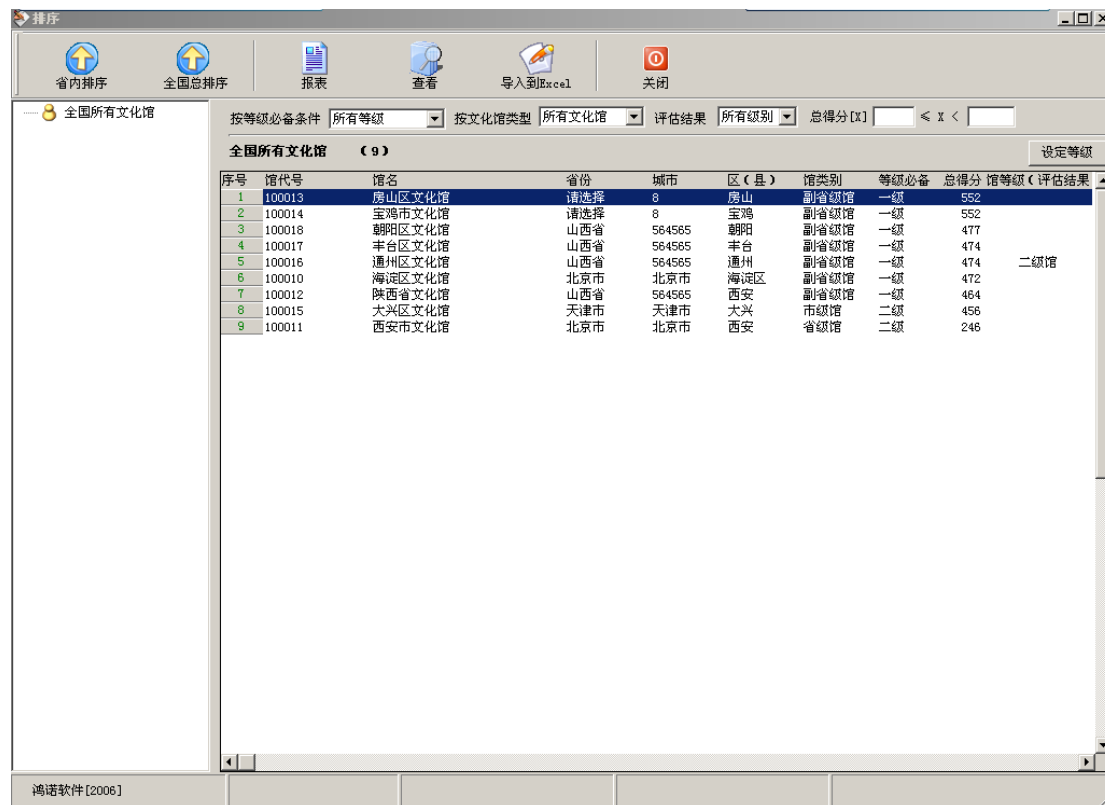 排序
省内排序 全国总排序 报表 查看 导入到Excel 关闭
全国所有文化馆
按等级必备条件 所有等级 按文化馆类型 所有文化馆 评估结果 所有级别 总得分[X] ≤ X <
全国所有文化馆 (9) 设定等级
序号 馆代号 馆名 省份 城市 区(县) 馆类别 等级必备 总得分 馆等级(评估结果
1 100013 房山区文化馆 请选择 8 房山 副省级馆 一级 552
2 100014 宝鸡市文化馆 请选择 8 宝鸡 副省级馆 一级 552
3 100018 朝阳区文化馆 山西省 564565 朝阳 副省级馆 一级 477
4 100017 丰台区文化馆 山西省 564565 丰台 副省级馆 一级 474
5 100016 通州区文化馆 山西省 564565 通州 副省级馆 一级 474 二级馆
6 100010 海淀区文化馆 北京市 北京市 海淀区 副省级馆 一级 472
7 100012 陕西省文化馆 山西省 564565 西安 副省级馆 一级 464
8 100015 大兴区文化馆 天津市 天津市 大兴 市级馆 二级 456
9 100011 西安市文化馆 北京市 北京市 西安 省级馆 二级 246
鸿诺软件[2006]